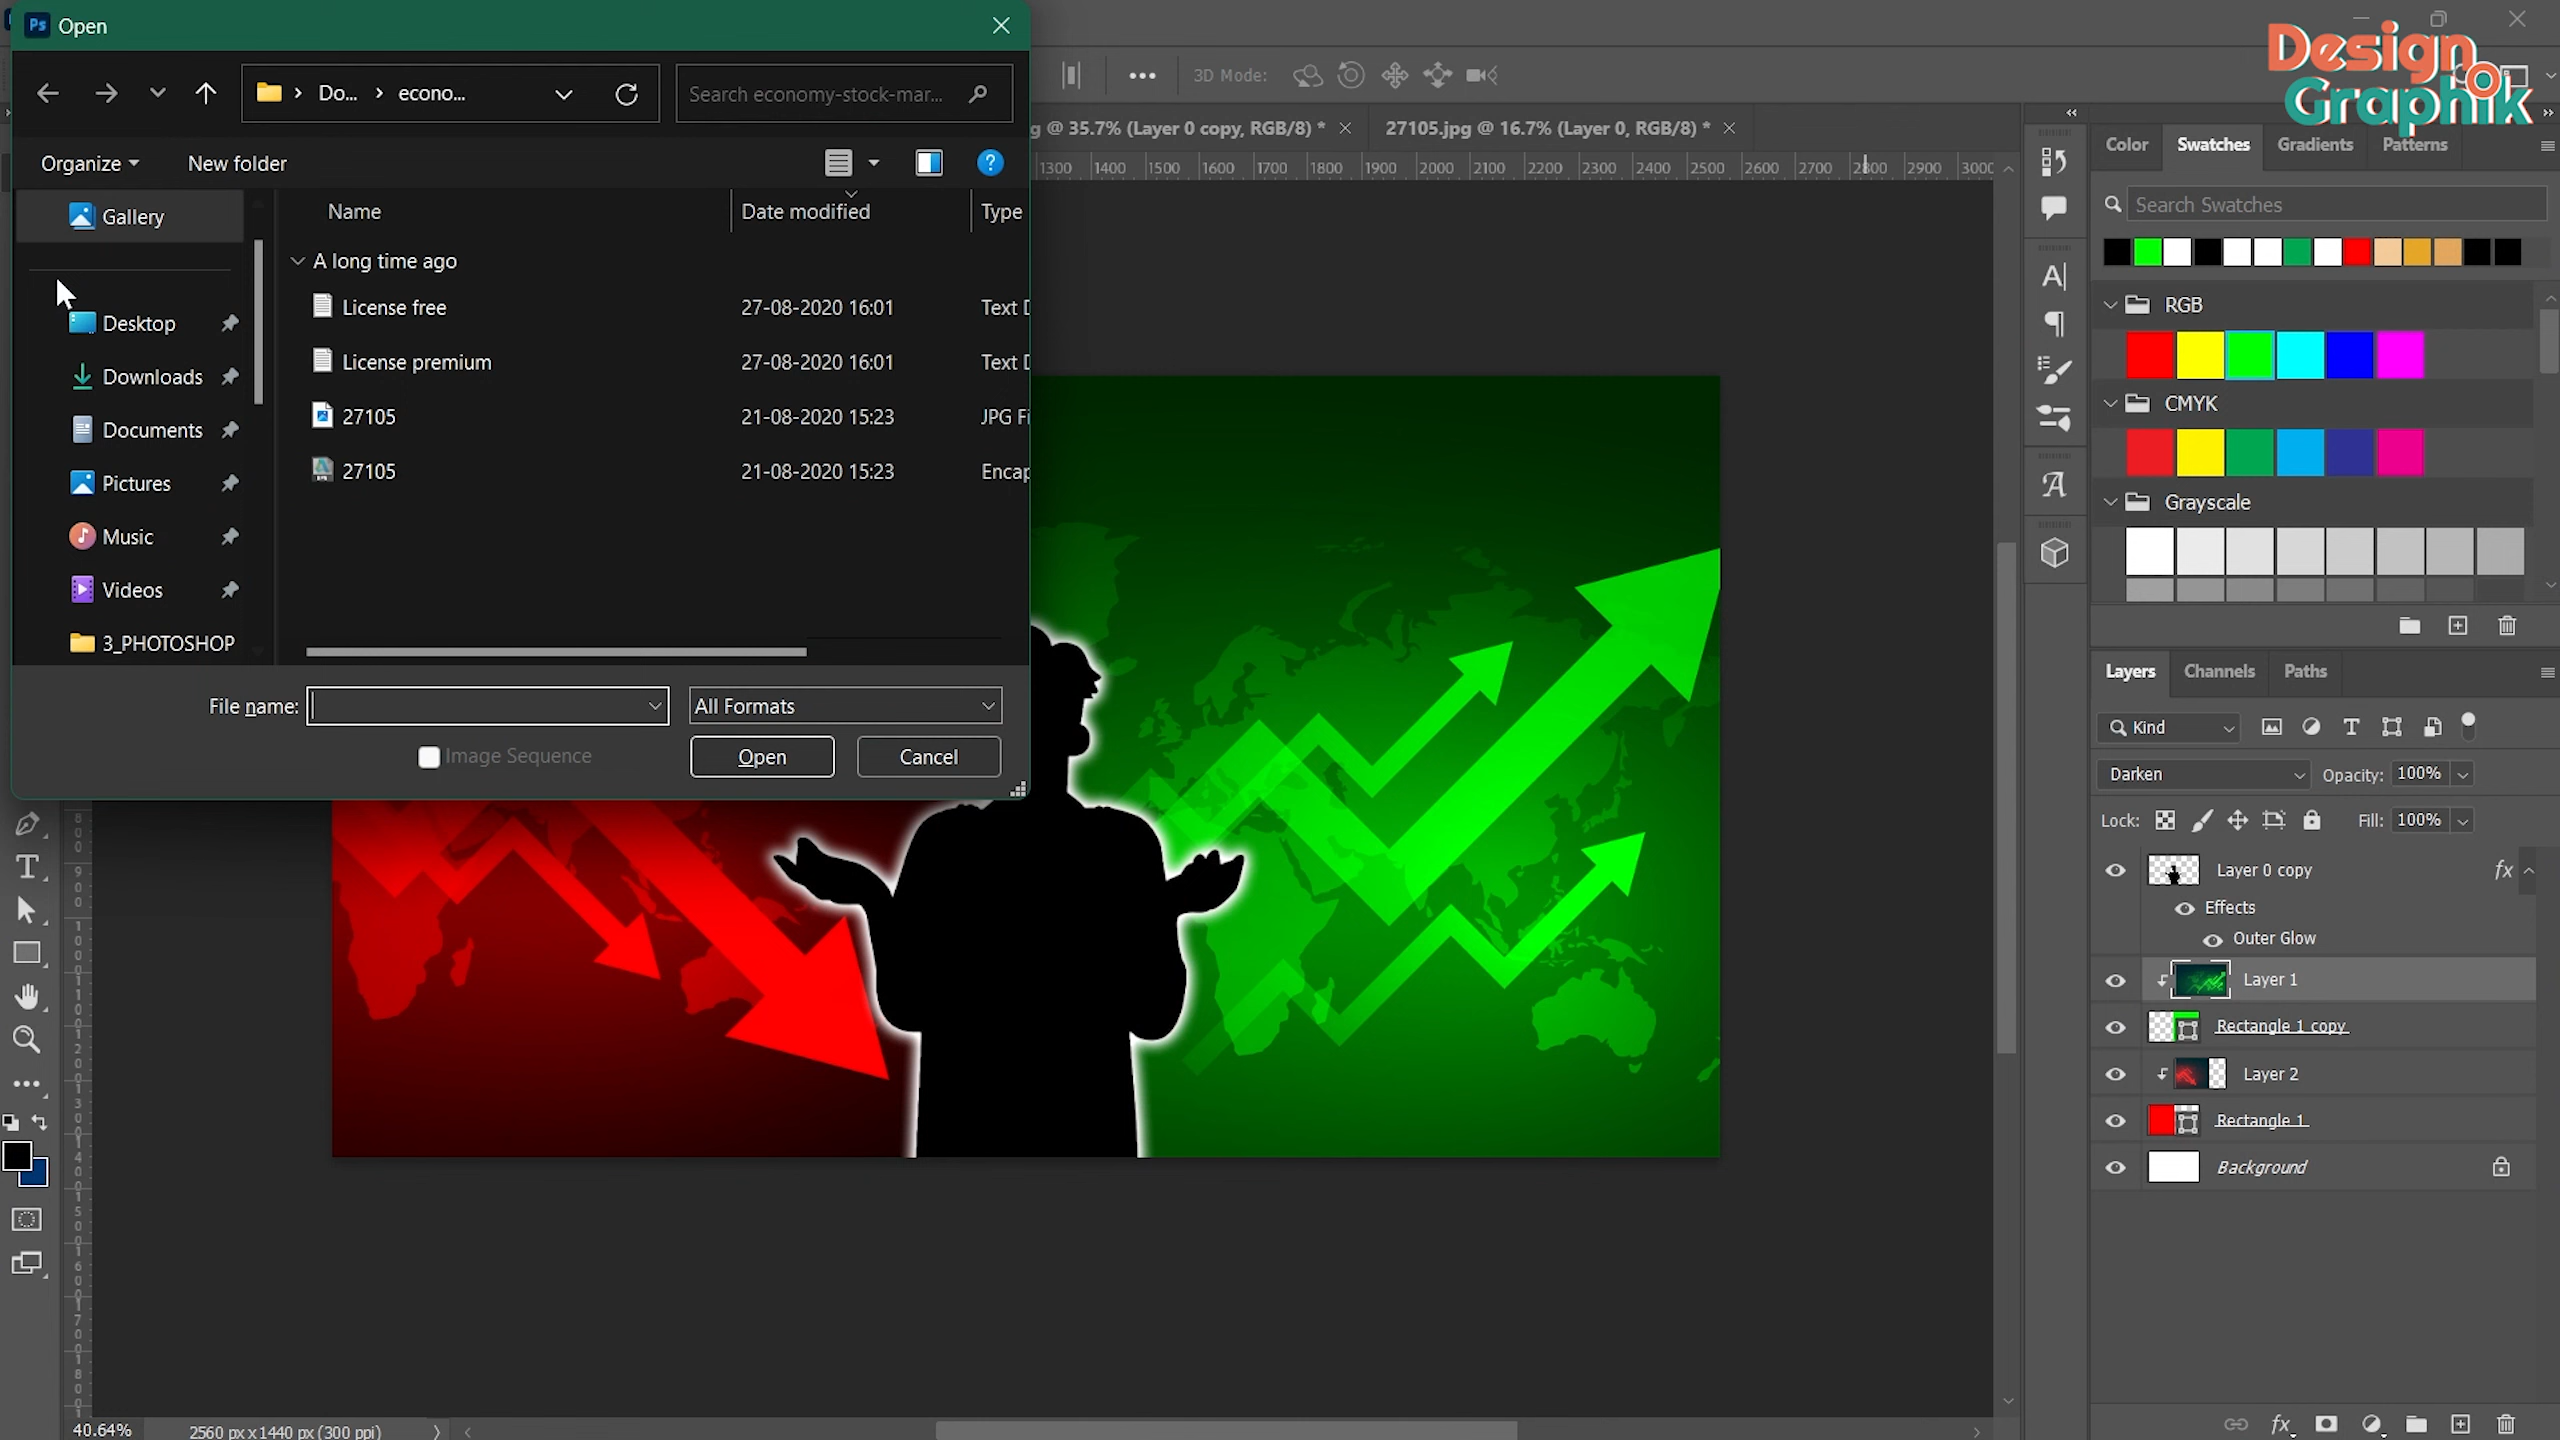 Ps Open
Design
Graphik
Do...
econo...
Search economy-stock-mar...
3D Mode:
g @ 35.7% (Layer 0 copy, RGB/8) *
27105.jpg @ 16.7% (Layer 0, RGB/8) *
Color
Swatches
Gradients
Patterns
Organize
New folder
1300 1400 1500 1600 1700 1800 1900 2000 2100 2200 2300 2400 2500 2600 2700 2800 2900 3000
Search Swatches
Gallery
Name
Date modified
Type
A long time ago
License free
27-08-2020 16:01
Text D
License premium
27-08-2020 16:01
Text D
27105
21-08-2020 15:23
JPG Fi
27105
21-08-2020 15:23
Encap
Desktop
Downloads
Documents
Pictures
Music
Videos
3_PHOTOSHOP
RGB
CMYK
Grayscale
File name:
All Formats
Image Sequence
Open
Cancel
Layers
Channels
Paths
Kind
Darken
Opacity:
100%
Lock:
Fill:
100%
Layer 0 copy
fx
Effects
Outer Glow
Layer 1
Rectangle 1 copy
Layer 2
Rectangle 1
Background
40.64%
2560 px x 1440 px (300 ppi)
fx